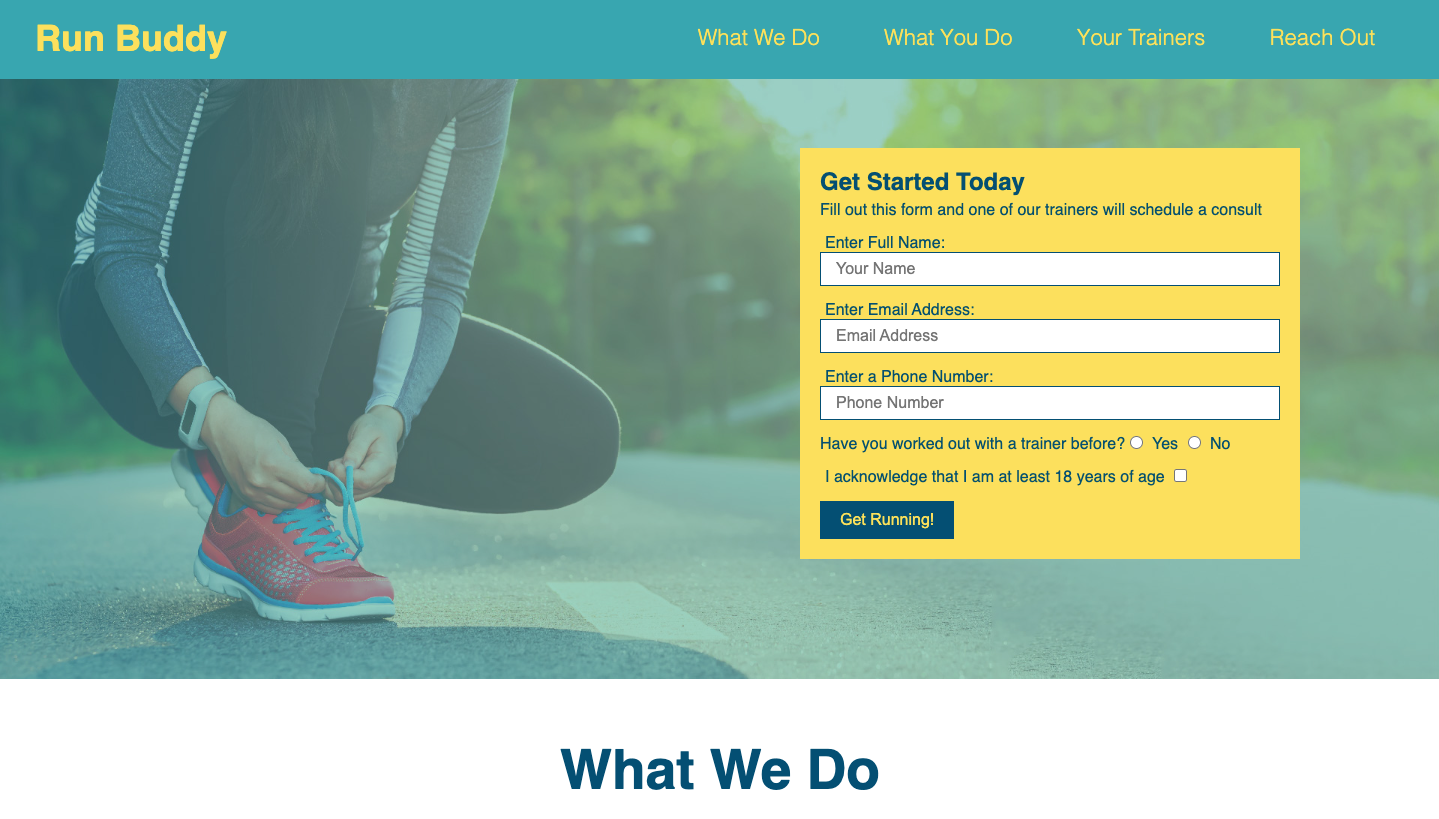 Run Buddy
What We Do
What You Do
Your Trainers
Reach Out
Get Started Today
Fill out this form and one of our trainers will schedule a consult
Enter Full Name:
Your Name
Enter Email Address:
Email Address
Enter a Phone Number:
Phone Number
Have you worked out with a trainer before? Yes No
I acknowledge that I am at least 18 years of age
Get Running!
What We Do